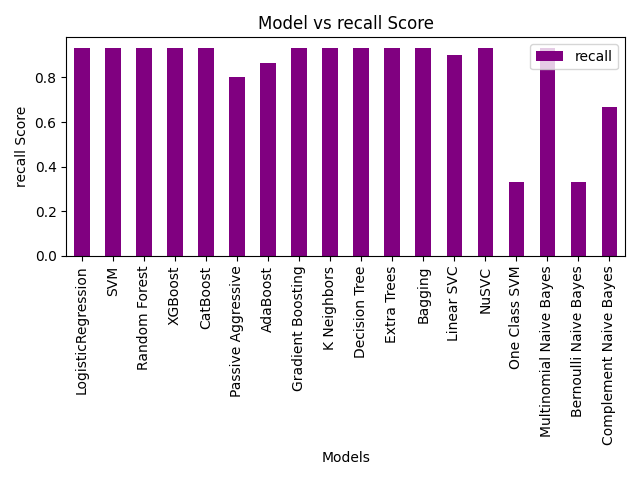 Model vs recall Score
recall
recall Score
0.8
0.6
0.4
0.2
0.0
LogisticRegression
SVM
Random Forest
XGBoost
CatBoost
Passive Aggressive
AdaBoost
Gradient Boosting
K Neighbors
Decision Tree
Extra Trees
Bagging
Linear SVC
NuSVC
One Class SVM
Multinomial Naive Bayes
Bernoulli Naive Bayes
Complement Naive Bayes
Models